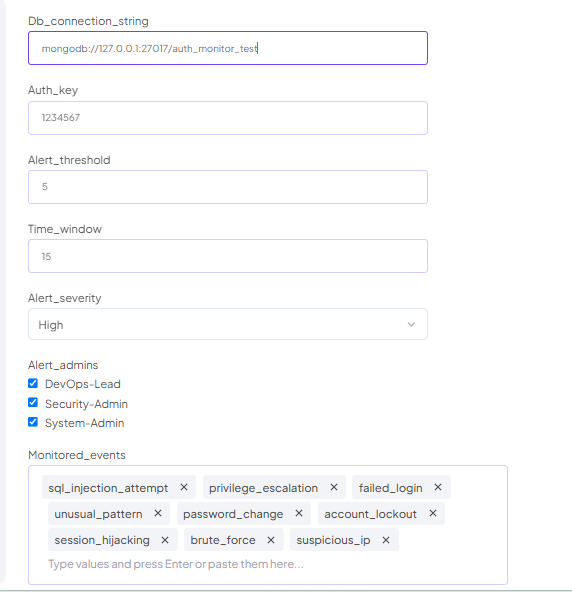 Db_connection_string
mongodb://127.0.0.1:27017/auth_monitor_test
Auth_key
1234567
Alert_threshold
5
Time_window
15
Alert_severity
High
Alert_admins
DevOps-Lead
Security-Admin
System-Admin
Monitored_events
sql_injection_attempt ✕ privilege_escalation ✕ failed_login ✕
unusual_pattern ✕ password_change ✕ account_lockout ✕
session_hijacking ✕ brute_force ✕ suspicious_ip ✕
Type values and press Enter or paste them here...